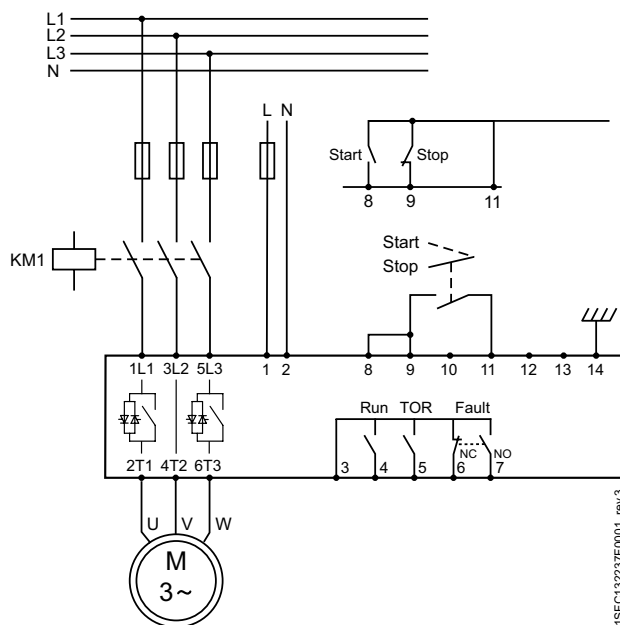 L1
L2
L3
N
L N
Start Stop
8 9 11
KM1
Start
Stop
1L1 3L2 5L3 1 2 8 9 10 11 12 13 14
Run TOR Fault
NC NO
2T1 4T2 6T3 3 4 5 6 7
U V W
M
3~
1SFC132237F0001_rev 3